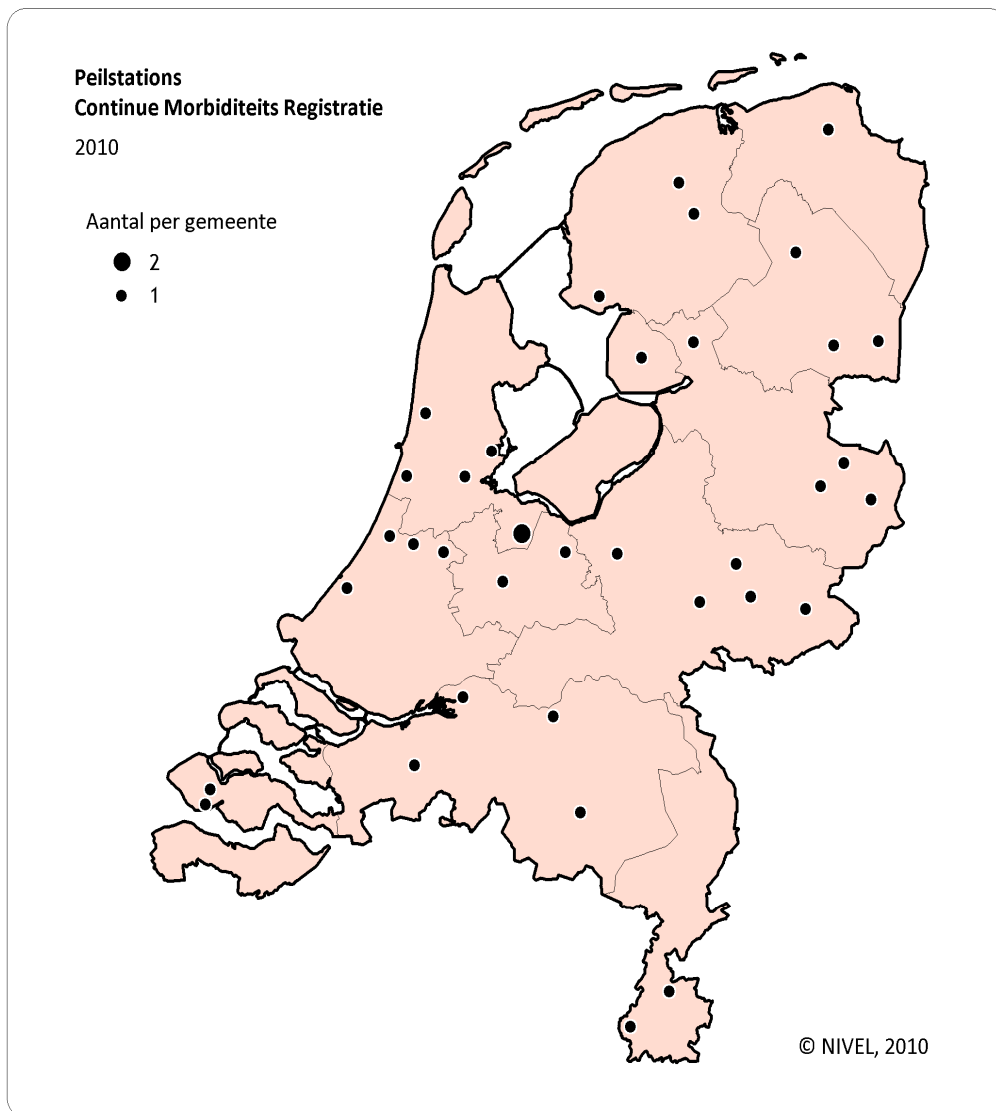 Peilstations
Continue Morbiditeits Registratie
2010
Aantal per gemeente
2
1
© NIVEL, 2010